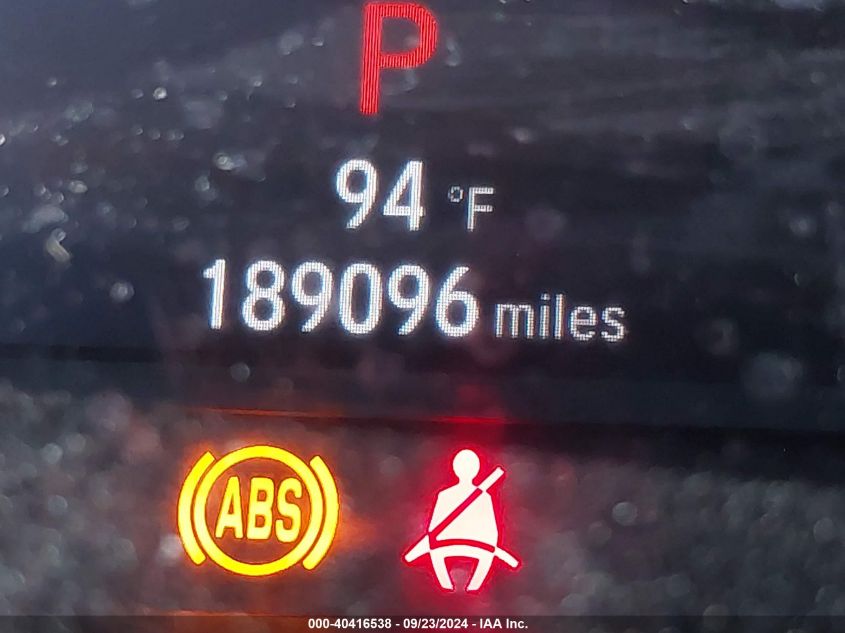 P
94 °F
189096 miles
ABS
000-40416538 - 09/23/2024 - IAA Inc.